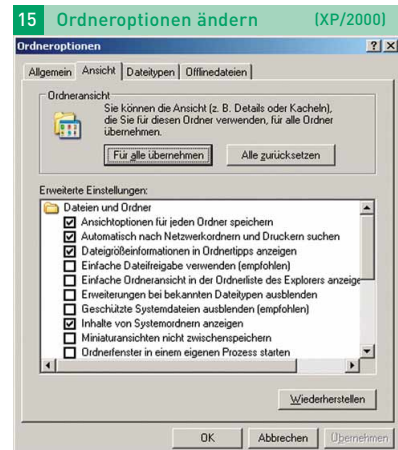 15 Ordneroptionen ändern (XP/2000)
Ordneroptionen
Allgemein Ansicht Dateitypen Offlinedateien
Ordneransicht
Sie können die Ansicht (z. B. Details oder Kacheln),
die Sie für diesen Ordner verwenden, für alle Ordner
übernehmen.
Für alle übernehmen Alle zurücksetzen
Erweiterte Einstellungen:
Dateien und Ordner
Ansichtoptionen für jeden Ordner speichern
Automatisch nach Netzwerkordnern und Druckern suchen
Dateigrößeinformationen in Ordnertipps anzeigen
Einfache Dateifreigabe verwenden (empfohlen)
Einfache Ordneransicht in der Ordnerliste des Explorers anzeige
Erweiterungen bei bekannten Dateitypen ausblenden
Geschützte Systemdateien ausblenden (empfohlen)
Inhalte von Systemordnern anzeigen
Miniaturansichten nicht zwischenspeichern
Ordnerfenster in einem eigenen Prozess starten
Wiederherstellen
OK Abbrechen Übernehmen